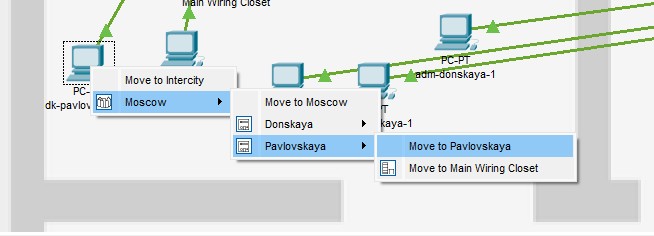 Main Wiring Closet
PC-PT
adm-donskaya-1
PC-
dk-pavlov
kaya-1
Move to Intercity
Moscow
Move to Moscow
Donskaya
Pavlovskaya
Move to Pavlovskaya
Move to Main Wiring Closet